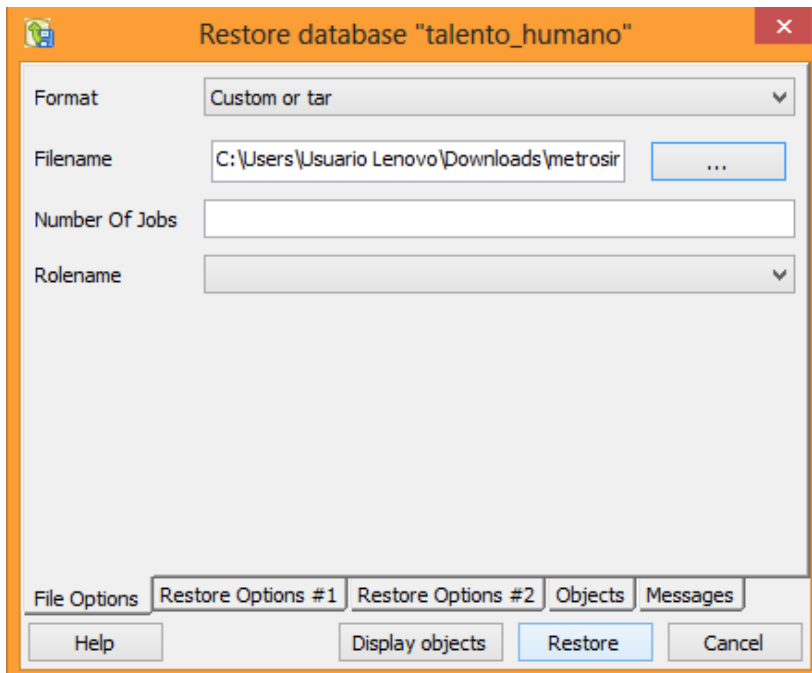 Restore database "talento_humano"
Format Custom or tar
Filename C:\Users\Usuario Lenovo\Downloads\metrosir ...
Number Of Jobs
Rolename
File Options Restore Options #1 Restore Options #2 Objects Messages
Help Display objects Restore Cancel